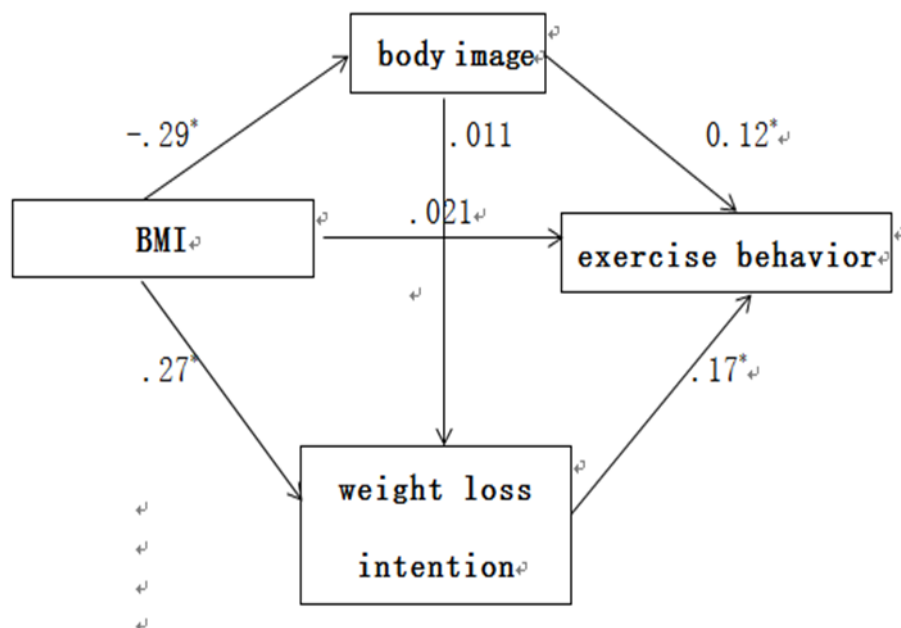 body image
-.29*
.011
0.12*
BMI
.021
exercise behavior
.27*
.17*
weight loss
intention